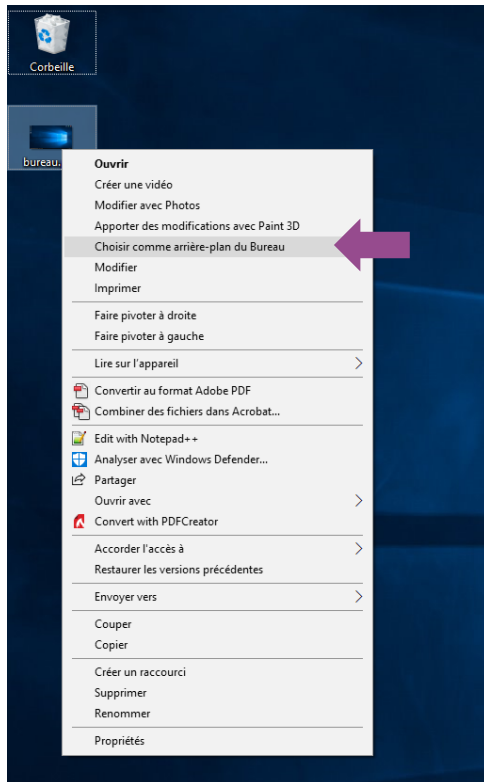 Corbeille
bureau.
Ouvrir
Créer une vidéo
Modifier avec Photos
Apporter des modifications avec Paint 3D
Choisir comme arrière-plan du Bureau
Modifier
Imprimer
Faire pivoter à droite
Faire pivoter à gauche
Lire sur l'appareil
Convertir au format Adobe PDF
Combiner des fichiers dans Acrobat...
Edit with Notepad++
Analyser avec Windows Defender...
Partager
Ouvrir avec
Convert with PDFCreator
Accorder l'accès à
Restaurer les versions précédentes
Envoyer vers
Couper
Copier
Créer un raccourci
Supprimer
Renommer
Propriétés